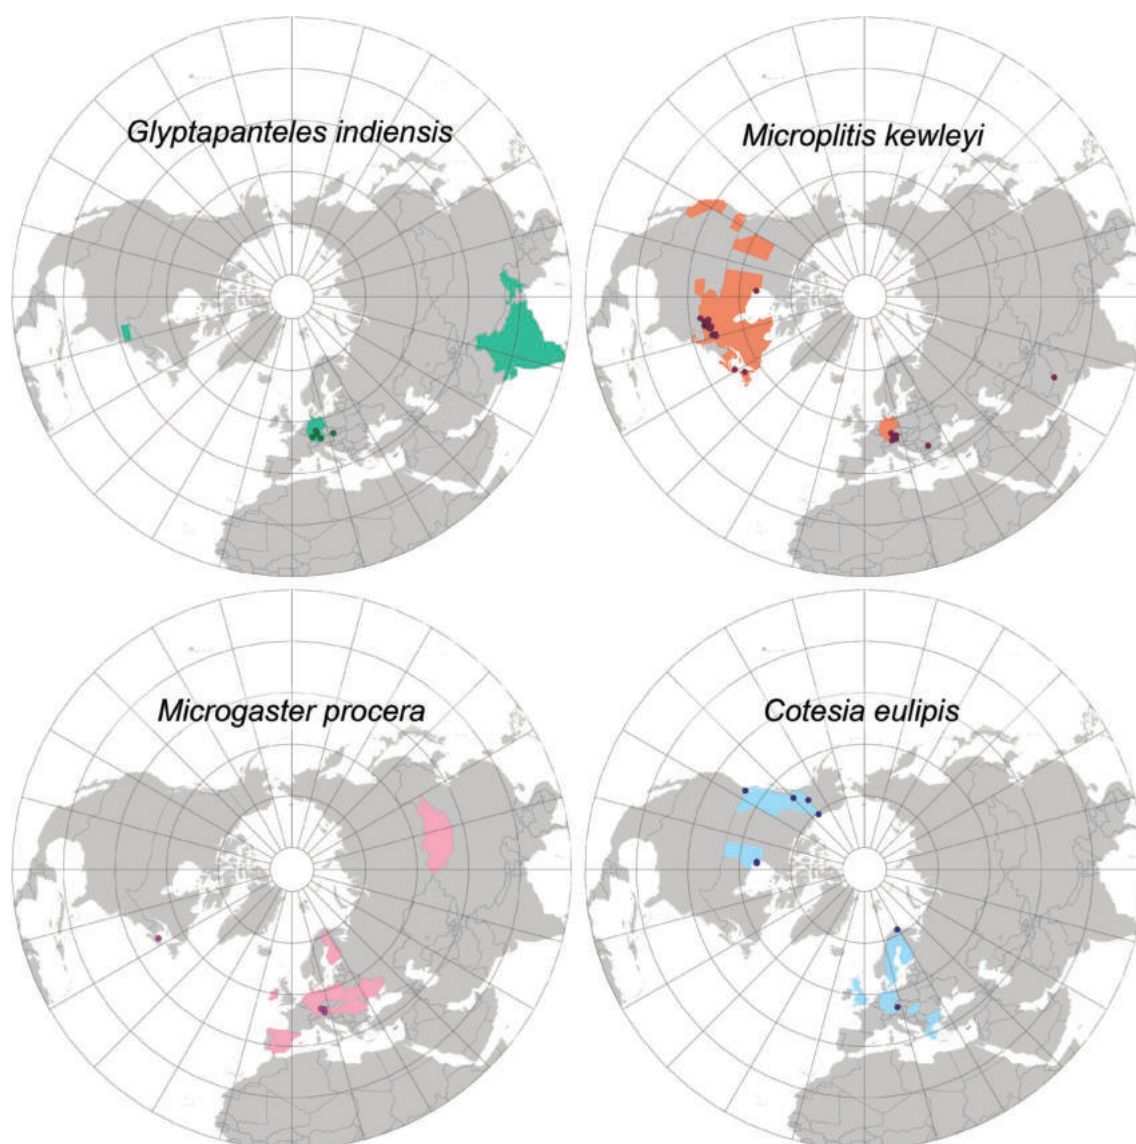 Glyptapanteles indiensis
Microplitis kewleyi
Microgaster procera
Cotesia eulipis